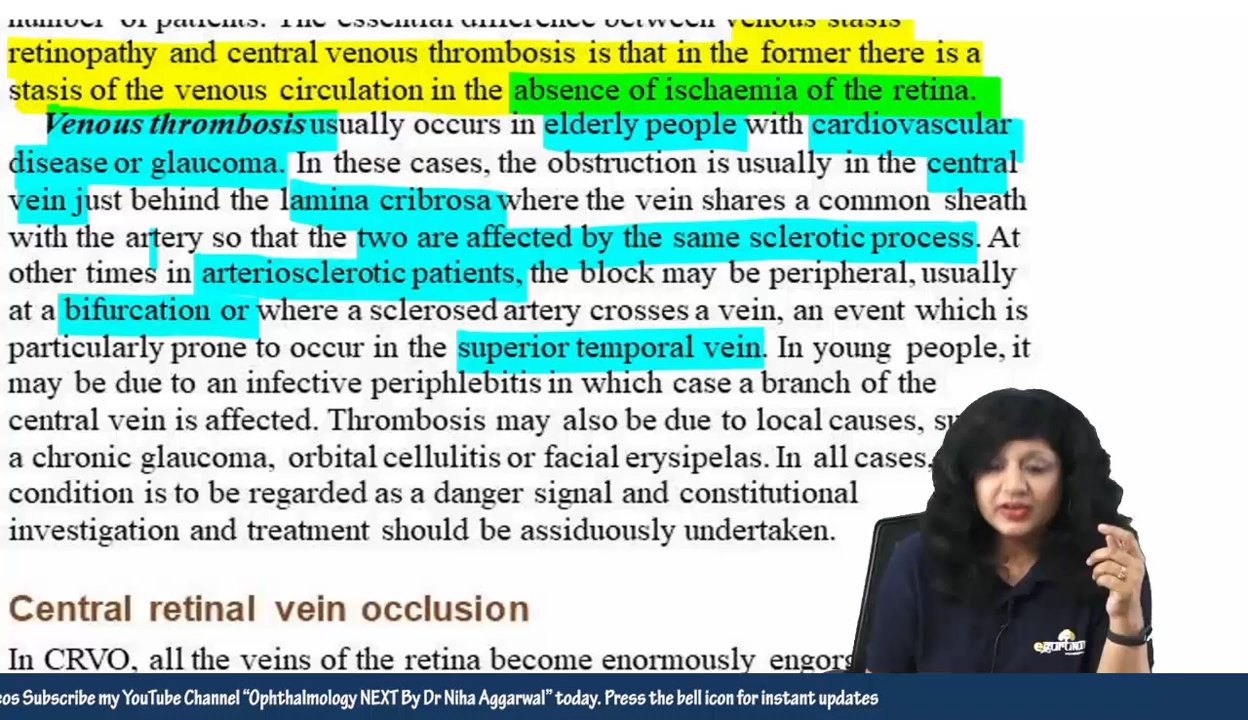 number of patients. The essential difference between venous stasis
retinopathy and central venous thrombosis is that in the former there is a
stasis of the venous circulation in the absence of ischaemia of the retina.
Venous thrombosis usually occurs in elderly people with cardiovascular
disease or glaucoma. In these cases, the obstruction is usually in the central
vein just behind the lamina cribrosa where the vein shares a common sheath
with the artery so that the two are affected by the same sclerotic process. At
other times in arteriosclerotic patients, the block may be peripheral, usually
at a bifurcation or where a sclerosed artery crosses a vein, an event which is
particularly prone to occur in the superior temporal vein. In young people, it
may be due to an infective periphlebitis in which case a branch of the
central vein is affected. Thrombosis may also be due to local causes,
a chronic glaucoma, orbital cellulitis or facial erysipelas. In all cases,
condition is to be regarded as a danger signal and constitutional
investigation and treatment should be assiduously undertaken.
Central retinal vein occlusion
In CRVO, all the veins of the retina become enormously
Subscribe my YouTube Channel “Ophthalmology NEXT By Dr Niha Aggarwal” today. Press the bell icon for instant updates